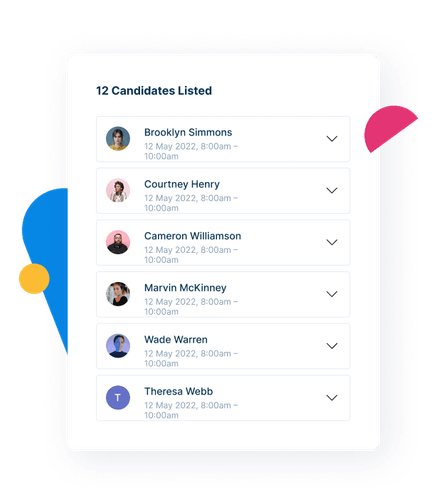 12 Candidates Listed
Brooklyn Simmons
12 May 2022, 8:00am –
10:00am
Courtney Henry
12 May 2022, 8:00am –
10:00am
Cameron Williamson
12 May 2022, 8:00am –
10:00am
Marvin McKinney
12 May 2022, 8:00am –
10:00am
Wade Warren
12 May 2022, 8:00am –
10:00am
T
Theresa Webb
12 May 2022, 8:00am –
10:00am